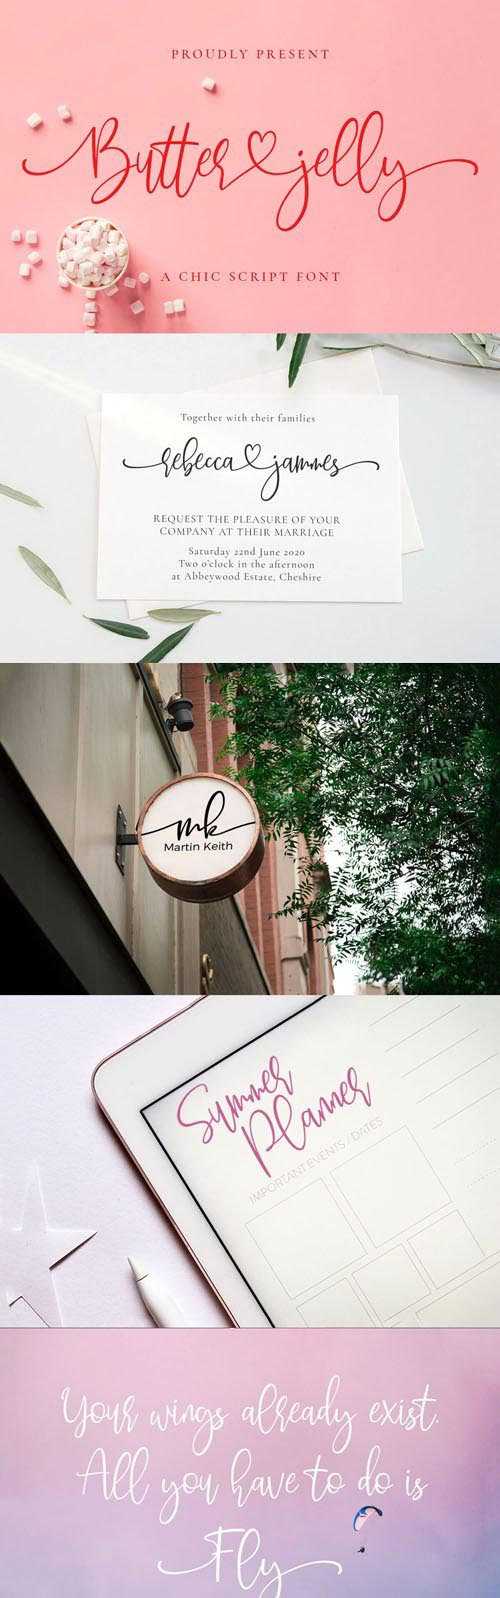 PROUDLY PRESENT
Butter jelly
A CHIC SCRIPT FONT
Together with their families
rebecca jammes
REQUEST THE PLEASURE OF YOUR
COMPANY AT THEIR MARRIAGE
Saturday 22nd June 2020
Two o'clock in the afternoon
at Abbeywood Estate, Cheshire
mk
Martin Keith
Summer
Planner
IMPORTANT EVENTS / DATES
Your wings already exist.
All you have to do is
Fly